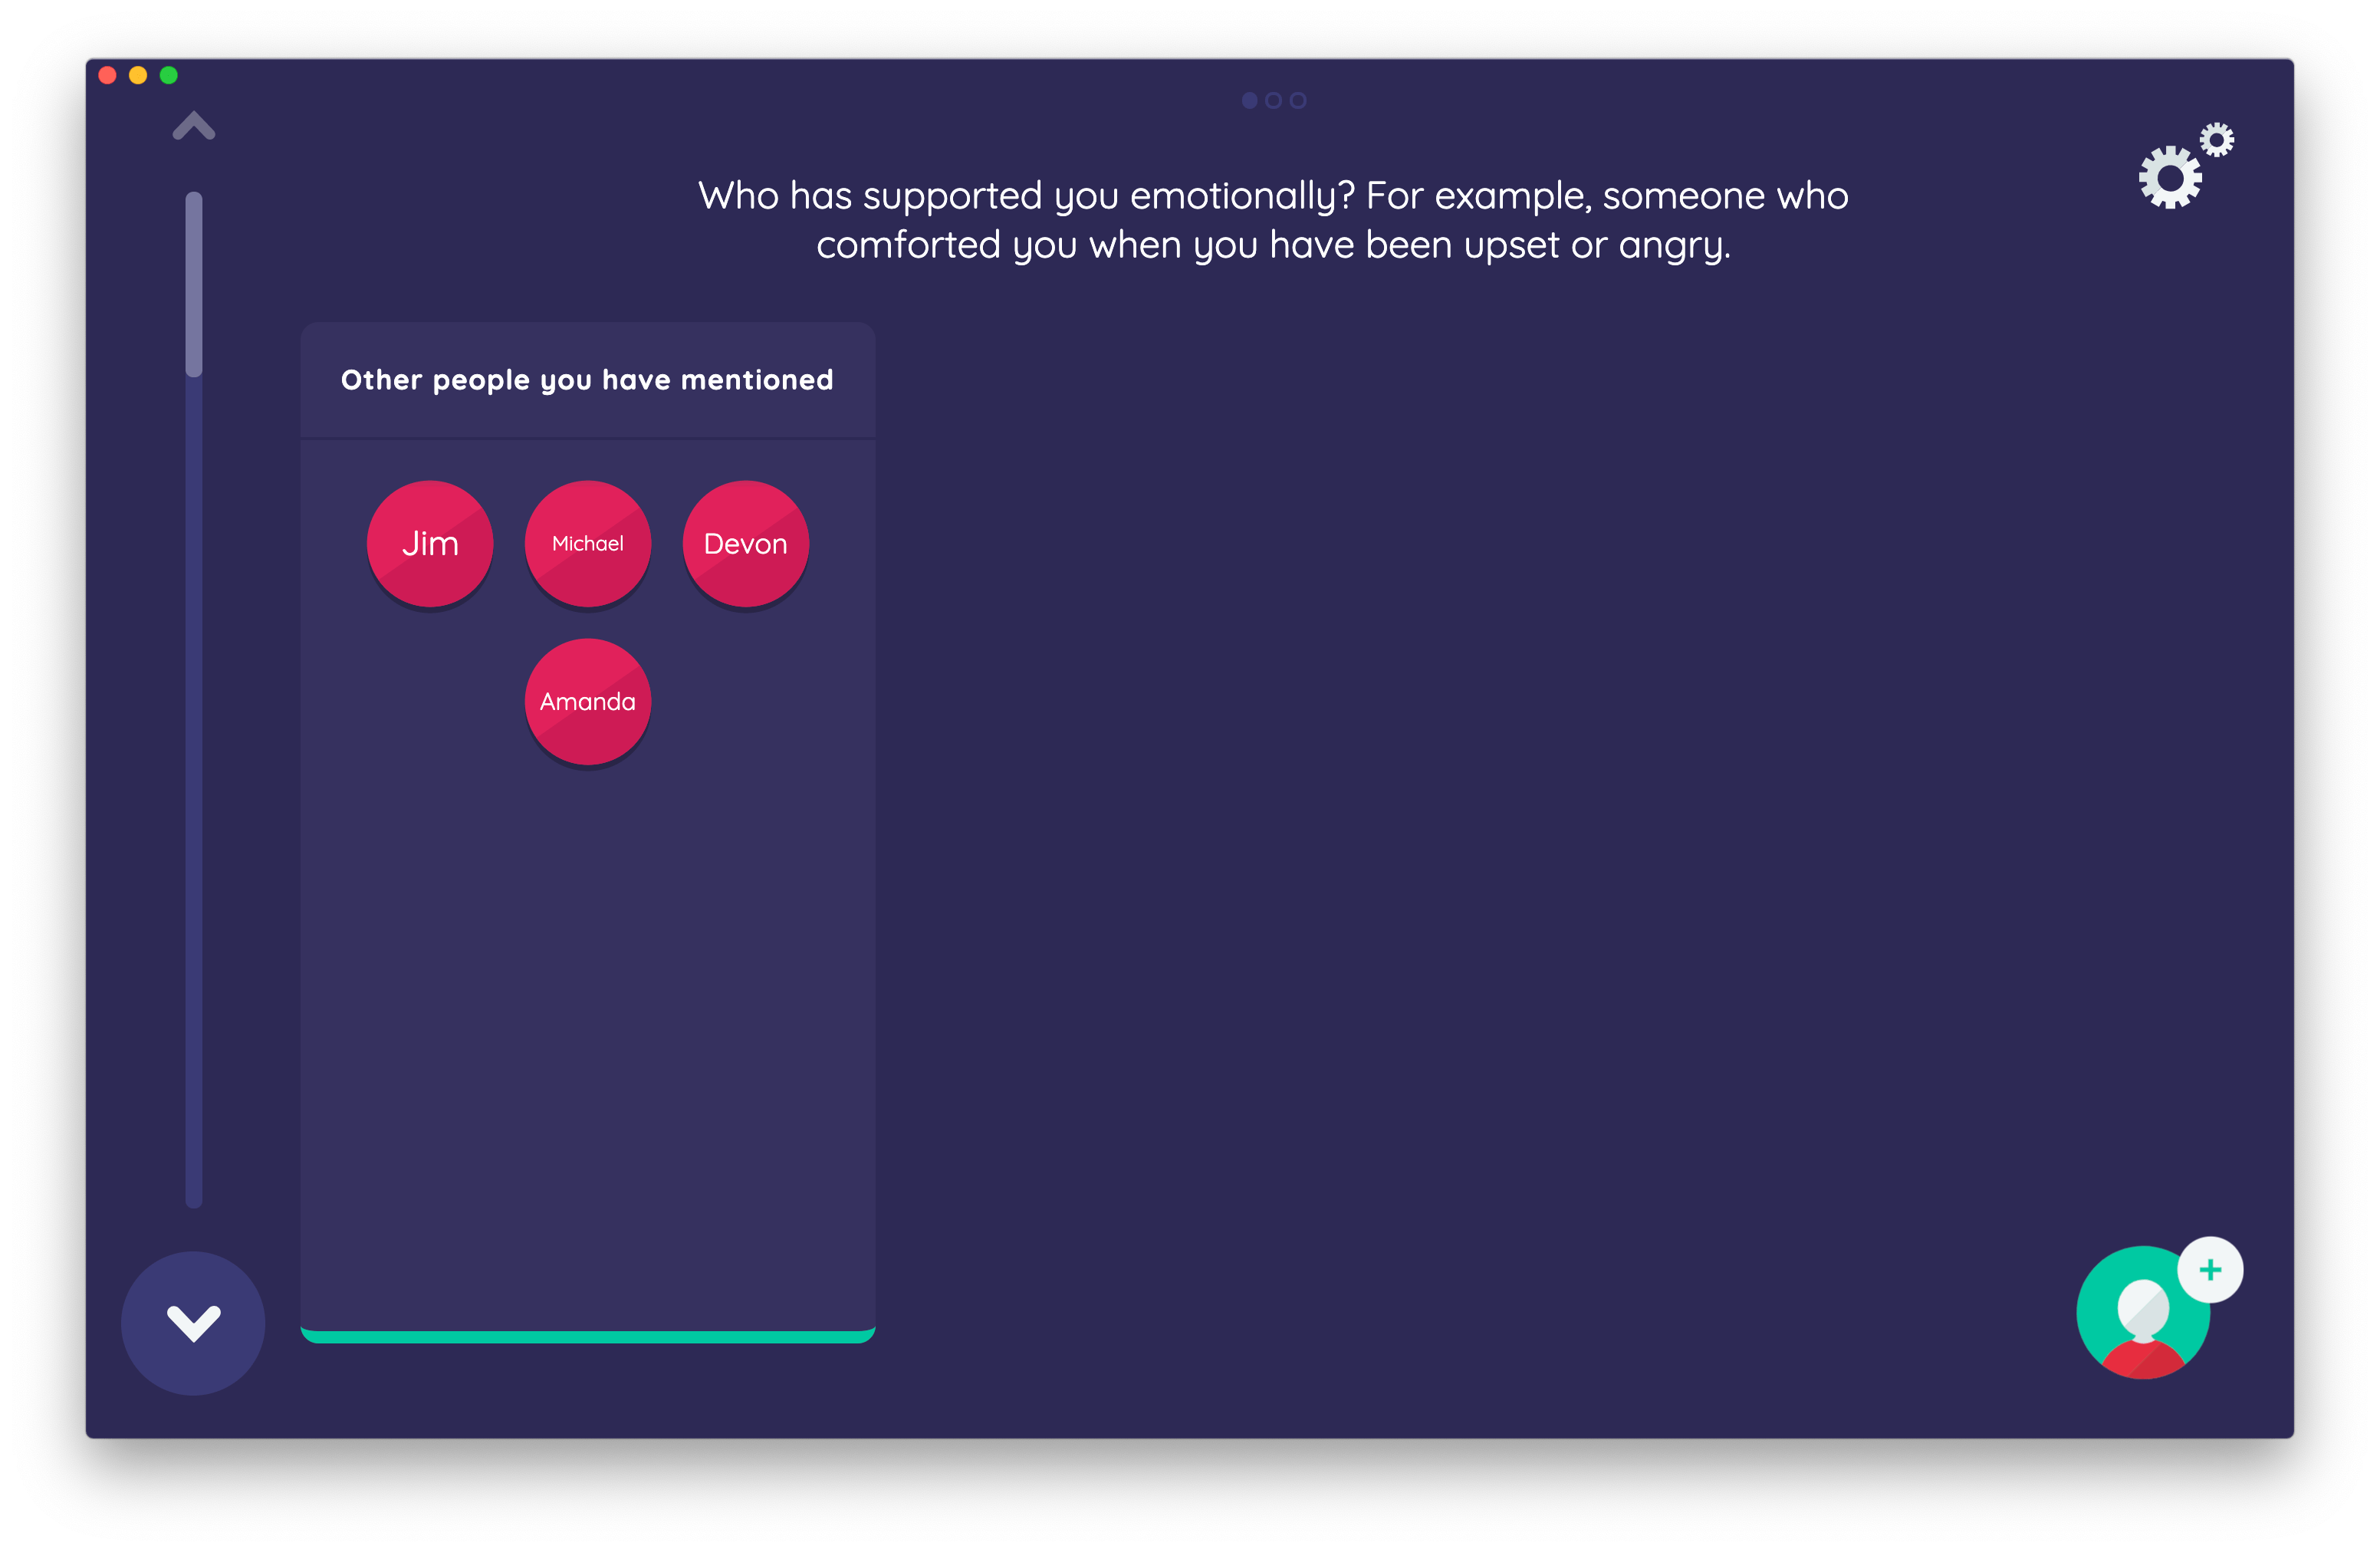 Who has supported you emotionally? For example, someone who
comforted you when you have been upset or angry.
Other people you have mentioned
Jim
Michael
Devon
Amanda